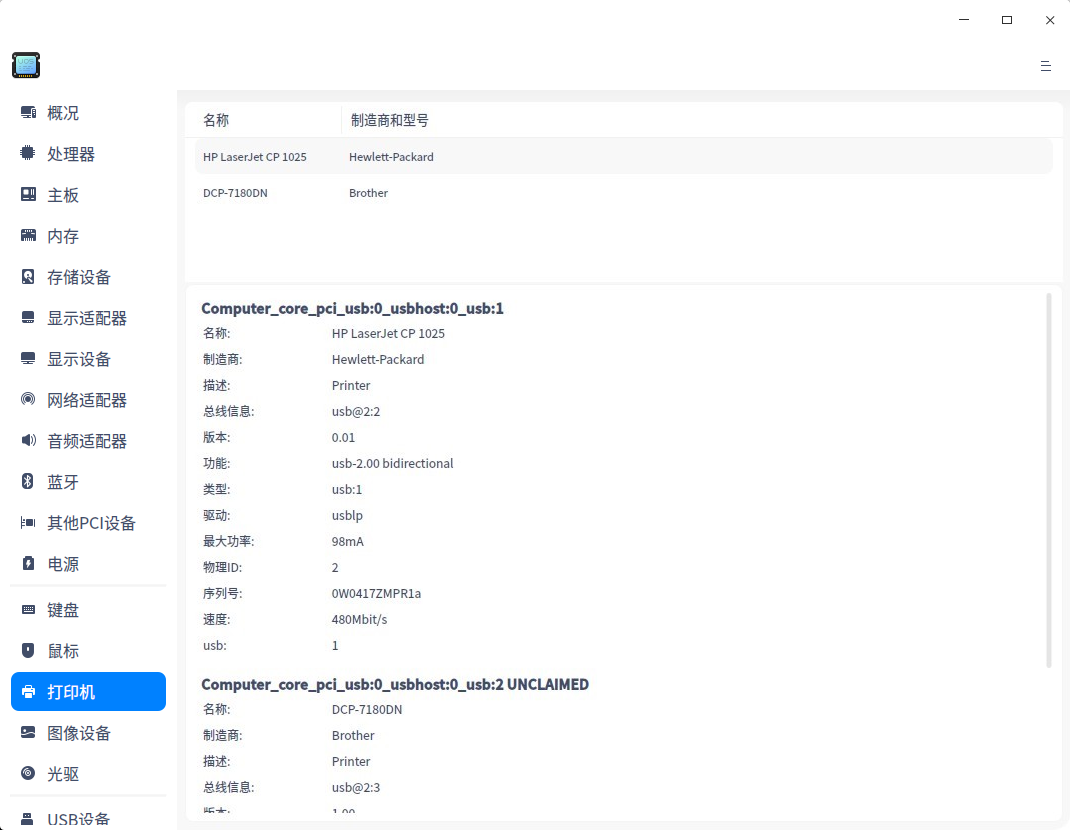 UOS
概况
处理器
主板
内存
存储设备
显示适配器
显示设备
网络适配器
音频适配器
蓝牙
其他PCI设备
电源
键盘
鼠标
打印机
图像设备
光驱
USB设备
名称 制造商和型号
HP LaserJet CP 1025 Hewlett-Packard
DCP-7180DN Brother
Computer_core_pci_usb:0_usbhost:0_usb:1
名称: HP LaserJet CP 1025
制造商: Hewlett-Packard
描述: Printer
总线信息: usb@2:2
版本: 0.01
功能: usb-2.00 bidirectional
类型: usb:1
驱动: usblp
最大功率: 98mA
物理ID: 2
序列号: 0W0417ZMPR1a
速度: 480Mbit/s
usb: 1
Computer_core_pci_usb:0_usbhost:0_usb:2 UNCLAIMED
名称: DCP-7180DN
制造商: Brother
描述: Printer
总线信息: usb@2:3
版本: 1.00